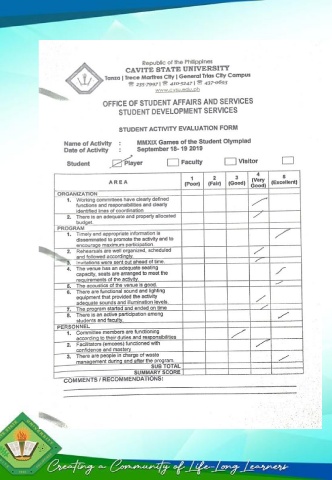 Republic of the Philippines
CAVITE STATE UNIVERSITY
Tanza | Trece Martires City | General Trias City Campus
www.cvsu.edu.ph
OFFICE OF STUDENT AFFAIRS AND SERVICES
STUDENT DEVELOPMENT SERVICES
STUDENT ACTIVITY EVALUATION FORM
Name of Activity : MMXIX Games of the Student Olympiad
Date of Activity : September 18- 19 2019
Student Player Faculty Visitor
AREA 1 (Poor) 2 (Fair) 3 (Good) 4 (Very Good) 5 (Excellent)
ORGANIZATION
1. Working committees have clearly defined
functions and responsibilities and clearly
identified lines of coordination
2. There is an adequate and properly allocated
budget.
PROGRAM
1. Timely and appropriate information is
disseminated to promote the activity and to
encourage maximum participation
2. Rehearsals are well organized, scheduled
and followed accordingly.
3. Invitations were sent out ahead of time.
4. The venue has an adequate seating
capacity, seats are arranged to meet the
requirements of the activity.
5. The acoustics of the venue is good.
6. There are functional sound and lighting
equipment that provided the activity
adequate sounds and illumination levels.
7. The program started and ended on time
8. There is an active participation among
students and faculty.
PERSONNEL
1. Committee members are functioning
according to their duties and responsibilities
2. Facilitators (emcees) functioned with
confidence and mastery
3. There are people in charge of waste
management during and after the program.
SUB TOTAL
SUMMARY SCORE
COMMENTS / RECOMMENDATIONS:
Creating a Community of Life-Long Learners